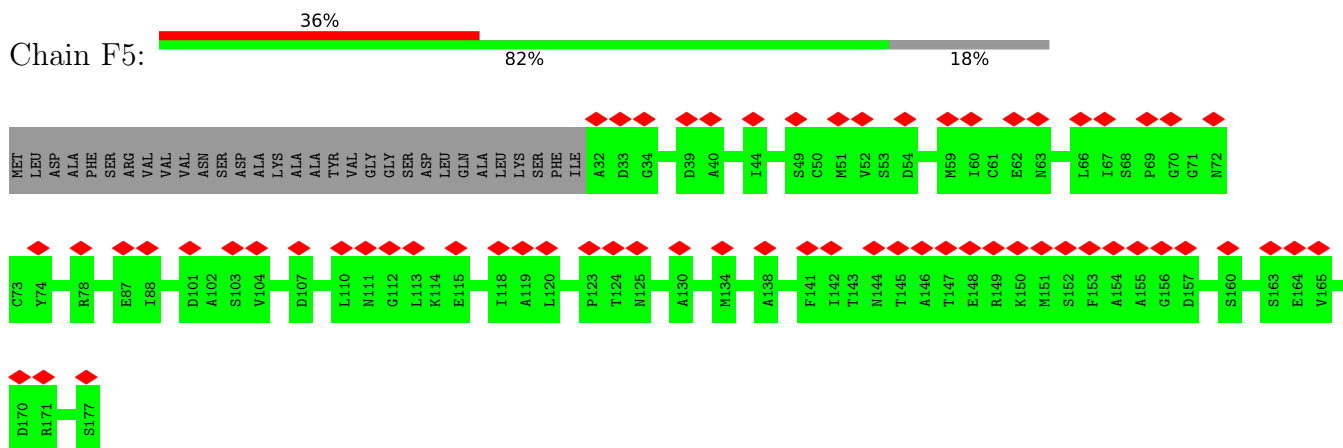 36%
Chain F5:
82% 18%
MET LEU ASP ALA PHE SER ARG VAL VAL VAL ASN SER ASP ALA LYS ALA ALA TYR VAL GLY GLY SER ASP LEU GLN ALA LEU LYS SER PHE ILE A32 D33 G34 D39 A40 I44 S49 C50 M51 V52 S53 D54 M59 I60 C61 E62 N63 L66 I67 S68 P69 G70 G71 N72
C73 Y74 R78 E87 I88 D101 A102 S103 V104 D107 L110 N111 G112 L113 K114 E115 I118 A119 L120 P123 T124 N125 A130 M134 A138 F141 I142 T143 N144 T145 A146 T147 E148 R149 K150 M151 S152 F153 A154 A155 G156 D157 S160 S163 E164 V165
D170 R171 S177